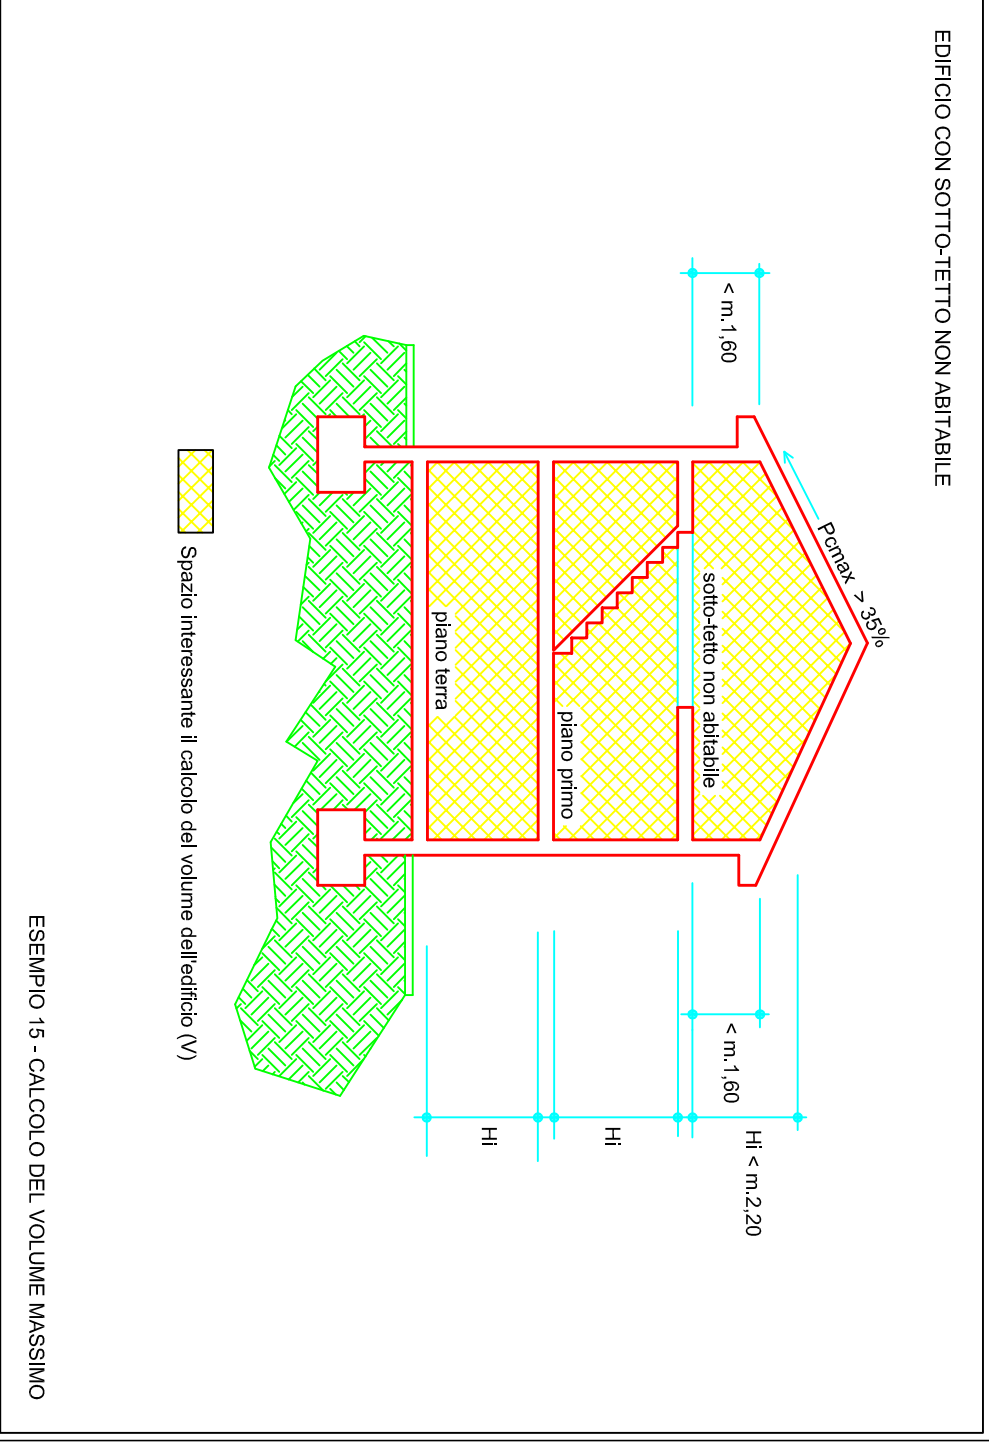 EDIFICIO CON SOTTO-TETTO NON ABITABILE
Pcmax > 35%
< m.1,60
sotto-tetto non abitabile
< m.1,60
Hi < m.2,20
piano primo
Hi
piano terra
Hi
Spazio interessante il calcolo del volume dell'edificio (V)
ESEMPIO 15 - CALCOLO DEL VOLUME MASSIMO